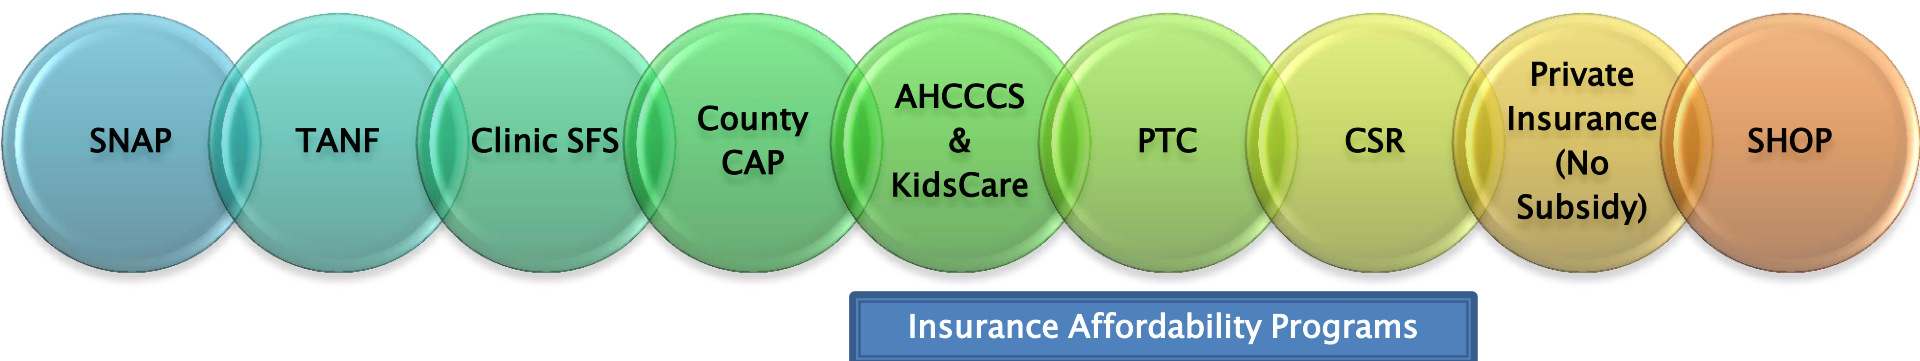 SNAP
TANF
Clinic SFS
County
CAP
AHCCCS
&
KidsCare
PTC
CSR
Private
Insurance
(No
Subsidy)
SHOP
Insurance Affordability Programs